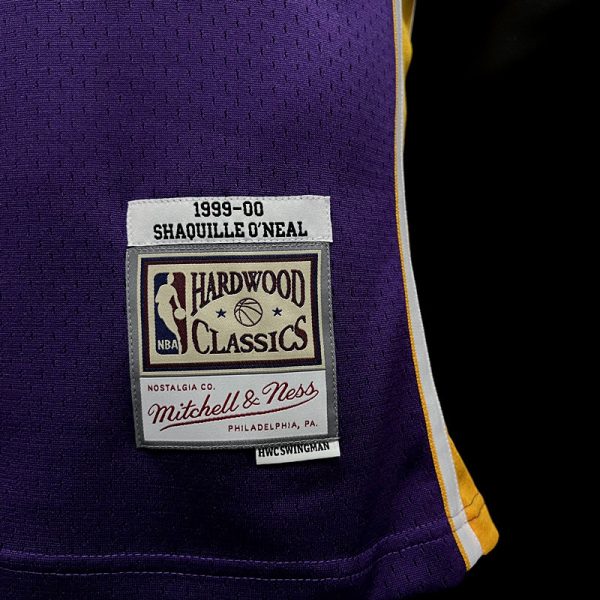 1999-00
SHAQUILLE O'NEAL
NBA
HARDWOOD
CLASSICS
NOSTALGIA CO.
Mitchell & Ness
PHILADELPHIA, PA.
HWCSWINGMAN